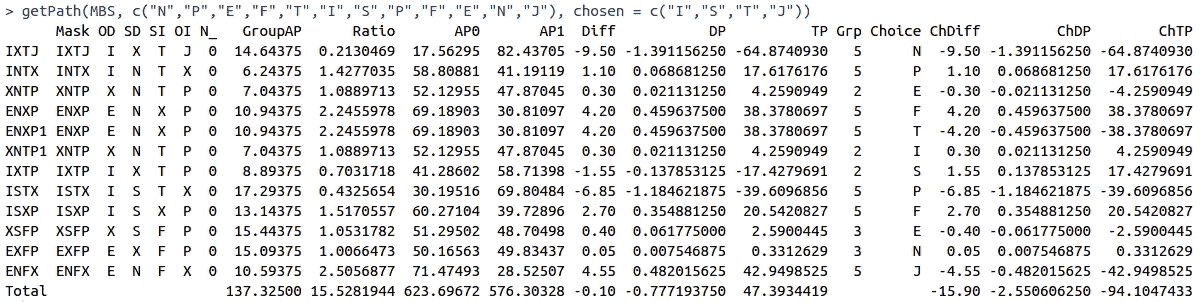 > getPath(MBS, c("N","P","E","F","T","I","S","P","F","E","N","J"), chosen = c("I","S","T","J"))
Mask OD SD SI OI N_ GroupAP Ratio AP0 AP1 Diff DP TP Grp Choice ChDiff ChDP ChTP
IXTJ IXTJ I X T J 0 14.64375 0.2130469 17.56295 82.43705 -9.50 -1.391156250 -64.8740930 5 N -9.50 -1.391156250 -64.8740930
INTX INTX I N T X 0 6.24375 1.4277035 58.80881 41.19119 1.10 0.068681250 17.6176176 5 P 1.10 0.068681250 17.6176176
XNTP XNTP X N T P 0 7.04375 1.0889713 52.12955 47.87045 0.30 0.021131250 4.2590949 2 E -0.30 -0.021131250 -4.2590949
ENXP ENXP E N X P 0 10.94375 2.2455978 69.18903 30.81097 4.20 0.459637500 38.3780697 5 F 4.20 0.459637500 38.3780697
ENXP1 ENXP E N X P 0 10.94375 2.2455978 69.18903 30.81097 4.20 0.459637500 38.3780697 5 T -4.20 -0.459637500 -38.3780697
XNTP1 XNTP X N T P 0 7.04375 1.0889713 52.12955 47.87045 0.30 0.021131250 4.2590949 2 I 0.30 0.021131250 4.2590949
IXTP IXTP I X T P 0 8.89375 0.7031718 41.28602 58.71398 -1.55 -0.137853125 -17.4279691 2 S 1.55 0.137853125 17.4279691
ISTX ISTX I S T X 0 17.29375 0.4325654 30.19516 69.80484 -6.85 -1.184621875 -39.6096856 5 P -6.85 -1.184621875 -39.6096856
ISXP ISXP I S X P 0 13.14375 1.5170557 60.27104 39.72896 2.70 0.354881250 20.5420827 5 F 2.70 0.354881250 20.5420827
XSFP XSFP X S F P 0 15.44375 1.0531782 51.29502 48.70498 0.40 0.061775000 2.5900445 3 E -0.40 -0.061775000 -2.5900445
EXFP EXFP E X F P 0 15.09375 1.0066473 50.16563 49.83437 0.05 0.007546875 0.3312629 3 N 0.05 0.007546875 0.3312629
ENFX ENFX E N F X 0 10.59375 2.5056877 71.47493 28.52507 4.55 0.482015625 42.9498525 5 J -4.55 -0.482015625 -42.9498525
Total 137.32500 15.5281944 623.69672 576.30328 -0.10 -0.777193750 47.3934419 -15.90 -2.550606250 -94.1047433